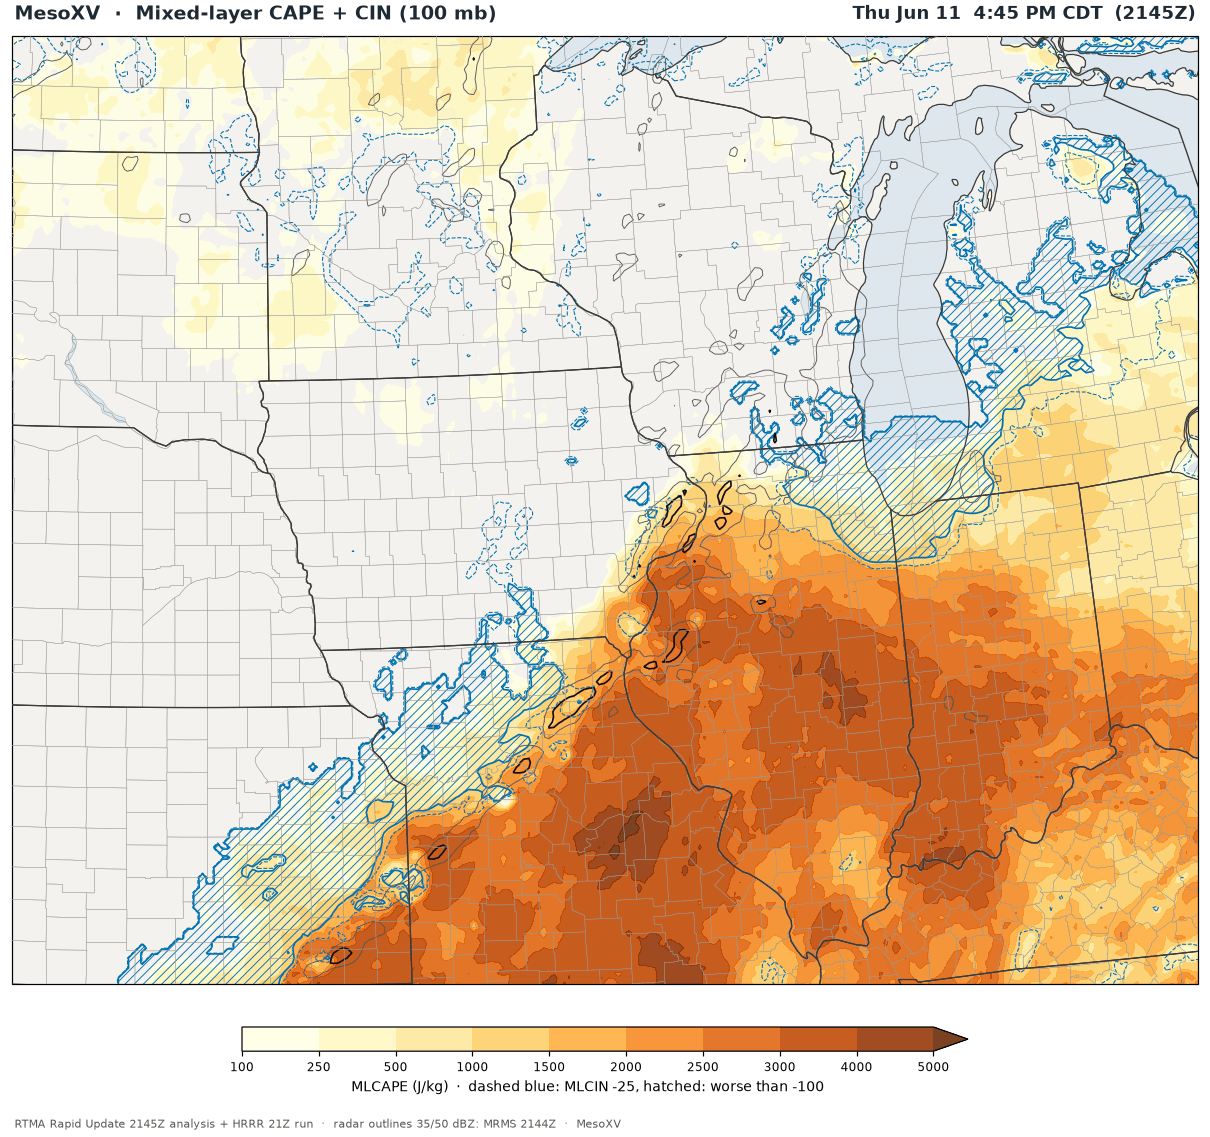 MesoXV · Mixed-layer CAPE + CIN (100 mb)
Thu Jun 11 4:45 PM CDT (2145Z)
100 250 500 1000 1500 2000 2500 3000 4000 5000
MLCAPE (J/kg) · dashed blue: MLCIN -25, hatched: worse than -100
RTMA Rapid Update 2145Z analysis + HRRR 21Z run · radar outlines 35/50 dBZ: MRMS 2144Z · MesoXV